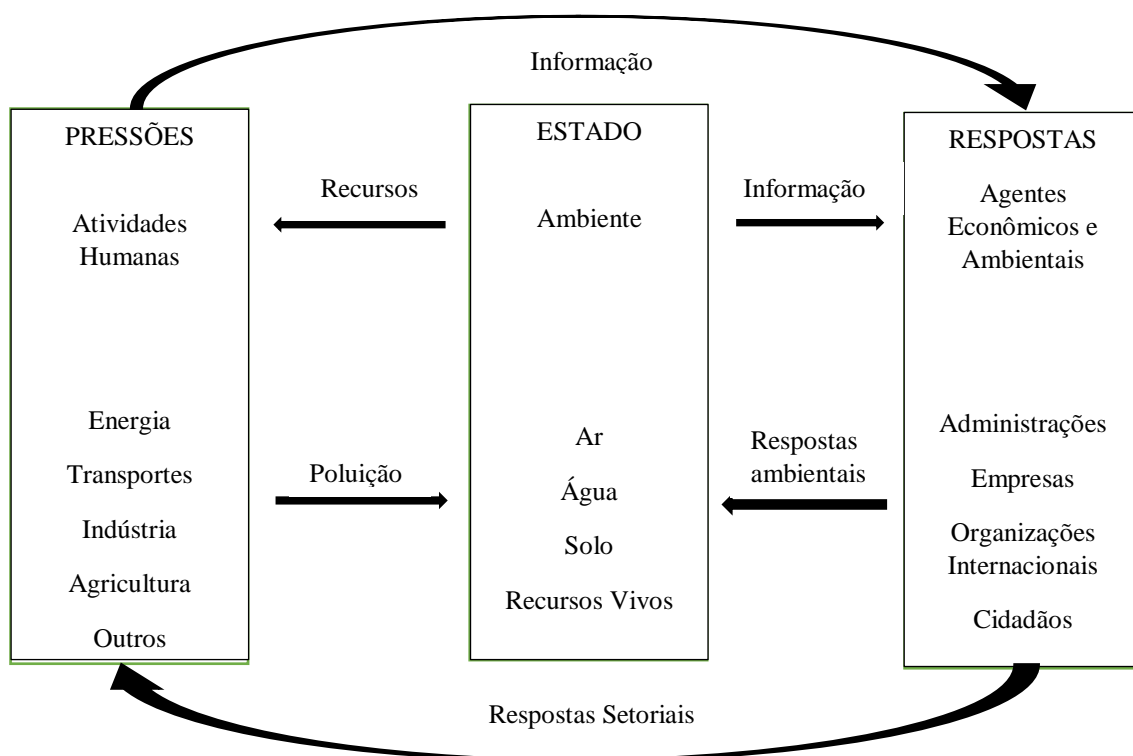 Informação
PRESSÕES
Atividades
Humanas
Energia
Transportes
Indústria
Agricultura
Outros
Recursos
Poluição
ESTADO
Ambiente
Ar
Água
Solo
Recursos Vivos
Informação
Respostas
ambientais
RESPOSTAS
Agentes
Econômicos e
Ambientais
Administrações
Empresas
Organizações
Internacionais
Cidadãos
Respostas Setoriais